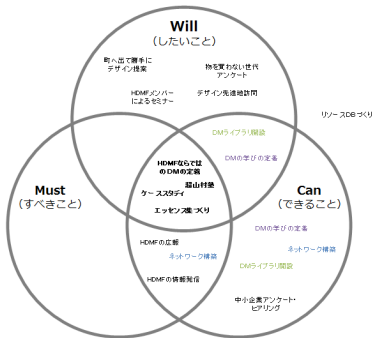 Will
(したいこと)
町へ出て勝手に
デザイン提案
物を買わない世代
アンケート
HDMFメンバー
によるセミナー
デザイン先進地訪問
リソースDBづくり
DMライブラリ開設
DMの学びの定着
HDMFならでは
のDMの定義
超山村塾
ケーススタディ
エッセンス集づくり
Must
(すべきこと)
Can
(できること)
HDMFの広報
ネットワーク構築
HDMFの情報発信
DMの学びの定着
ネットワーク構築
DMライブラリ開設
中小企業アンケート・
ヒアリング